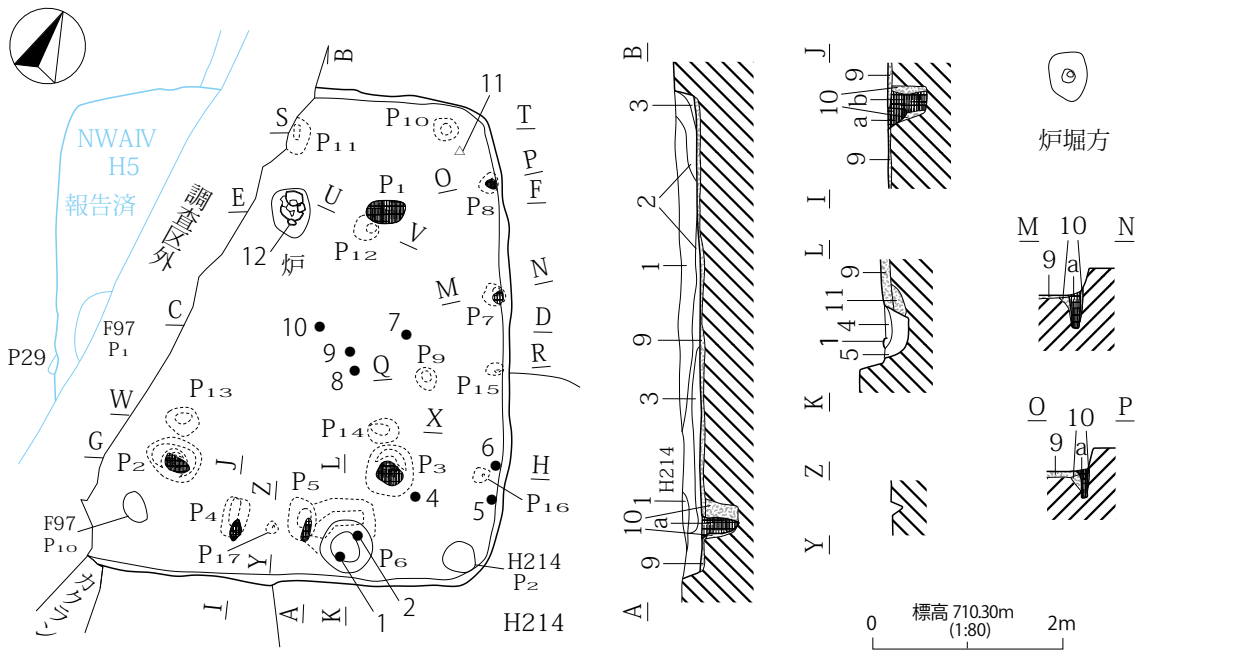 NWAⅣ
H5
報告済
調査区外
B
S
P11
P10
11
T
P
F
E
U
P1
O
P8
V
P12
12
炉
M
N
P7
D
R
C
F97
P1
P29
10
7
9
8
Q
P9
P15
W
P13
G
P2
P14
X
L
P3
6
H
P16
J
Z
P5
4
5
P4
P17
F97
P10
Y
P6
H214
P2
カクラン
I
A
K
1
2
H214
B
3
2
1
9
3
H214
1
10
a
9
A
J
9
10
a b
9
I
L
9
11
4
1
5
K
Z
Y
炉堀方
M 10 N
9 a
O 10 P
9 a
標高 710.30m
(1:80)
0 2m